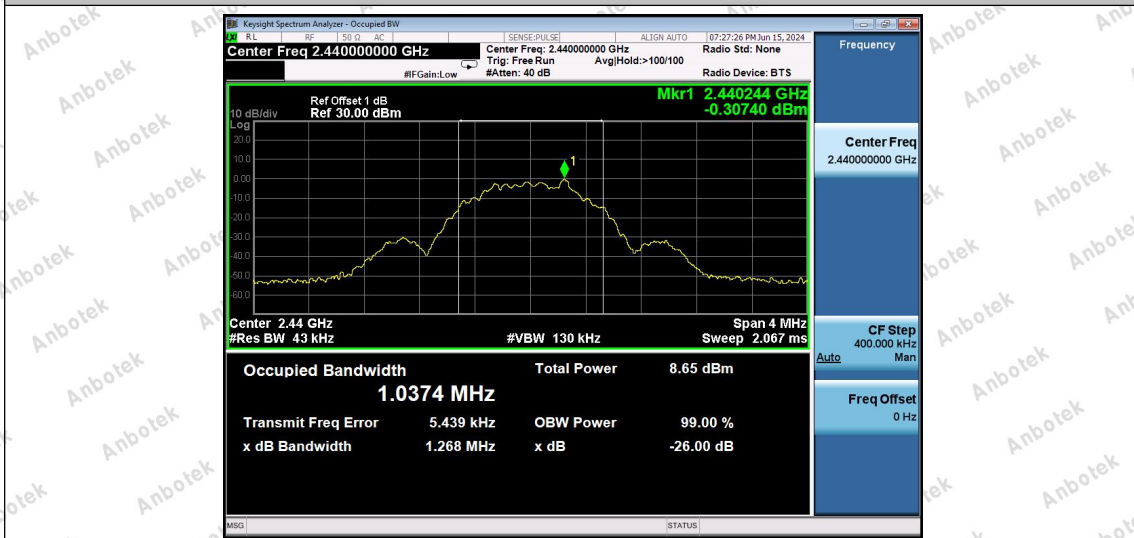 Keysight Spectrum Analyzer - Occupied BW
LXI RL RF 50 Ω AC SENSE:PULSE ALIGN AUTO 07:27:26 PM Jun 15, 2024
Center Freq 2.440000000 GHz
Center Freq: 2.440000000 GHz Radio Std: None
Trig: Free Run Avg|Hold:>100/100
#IFGain:Low #Atten: 40 dB Radio Device: BTS
Frequency
Mkr1 2.440244 GHz
-0.30740 dBm
Ref Offset 1 dB
10 dB/div Ref 30.00 dBm
Log
20.0
10.0
0.00
-10.0
-20.0
-30.0
-40.0
-50.0
-60.0
1
Center 2.44 GHz Span 4 MHz
#Res BW 43 kHz #VBW 130 kHz Sweep 2.067 ms
Occupied Bandwidth Total Power 8.65 dBm
1.0374 MHz
Transmit Freq Error 5.439 kHz OBW Power 99.00 %
x dB Bandwidth 1.268 MHz x dB -26.00 dB
Center Freq
2.440000000 GHz
CF Step
400.000 kHz
Auto Man
Freq Offset
0 Hz
MSG STATUS
Anbotek